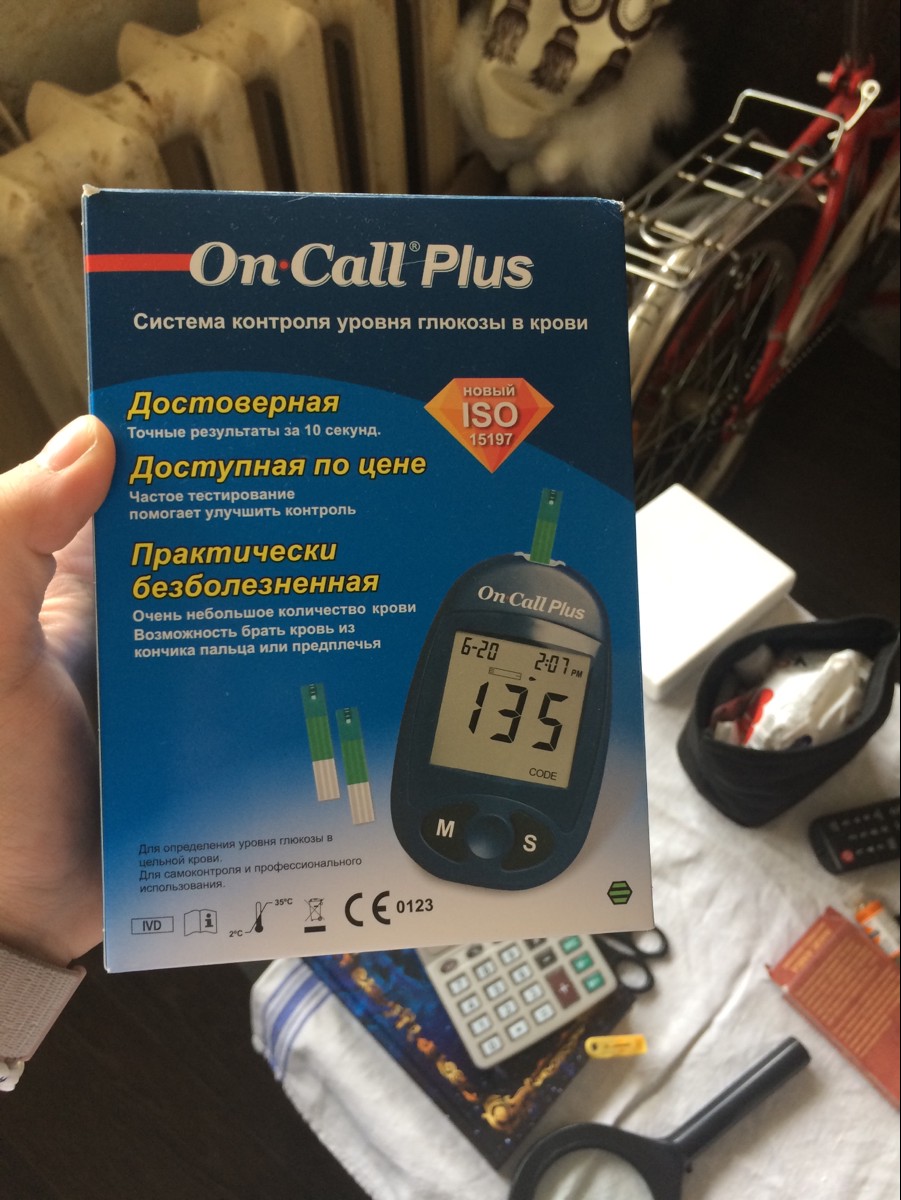 On·Call® Plus
Система контроля уровня глюкозы в крови
Достоверная
Точные результаты за 10 секунд.
Доступная по цене
Частое тестирование
помогает улучшить контроль
Практически
безболезненная
Очень небольшое количество крови
Возможность брать кровь из
кончика пальца или предплечья
новый
ISO
15197
On·Call Plus
6-20 2:07 PM
135
CODE
M S
Для определения уровня глюкозы в
цельной крови.
Для самоконтроля и профессионального
использования.
IVD i 2°C 35°C CE 0123